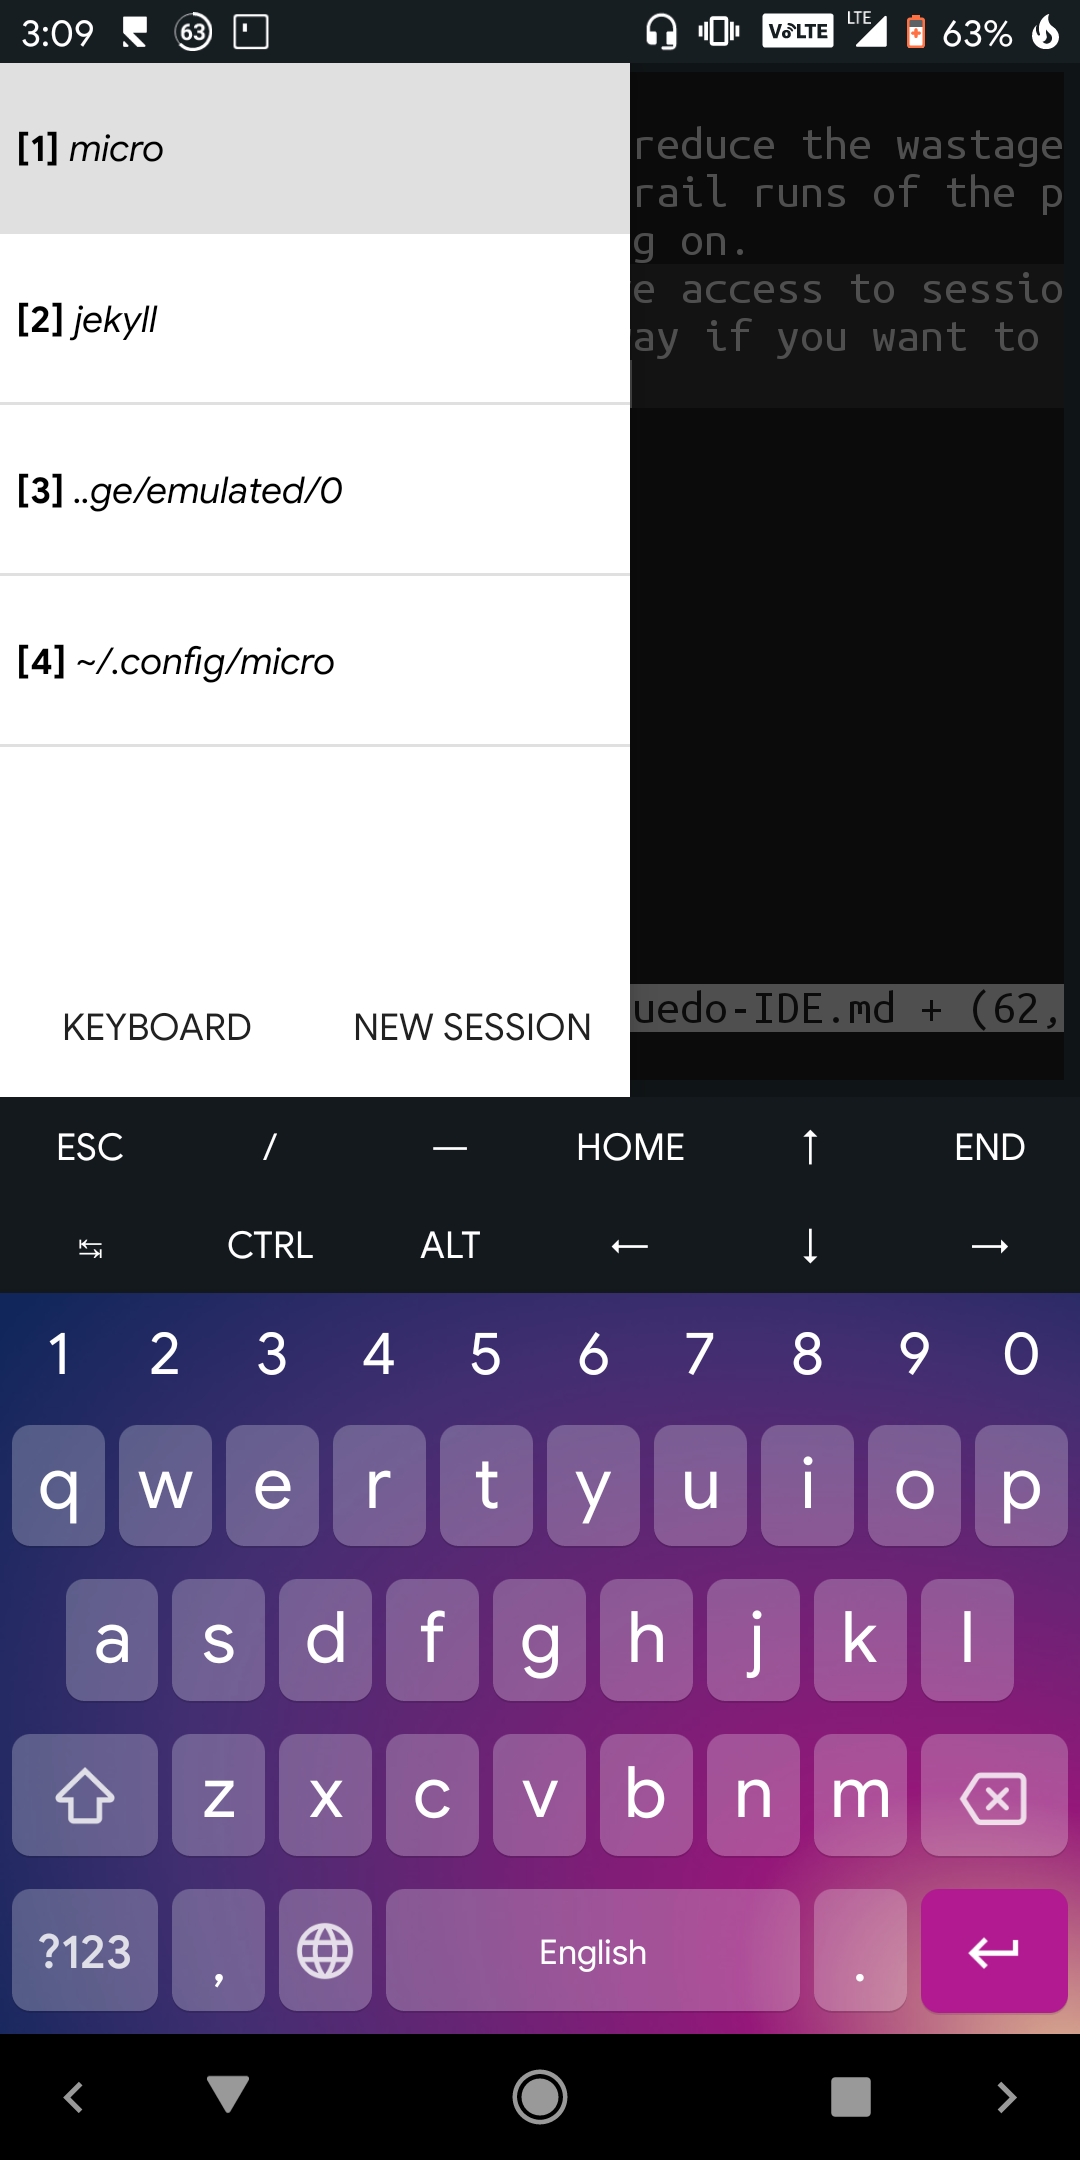 3:09 63 VoLTE LTE 63%
[1] micro
[2] jekyll
[3] ..ge/emulated/0
[4] ~/.config/micro
KEYBOARD NEW SESSION
reduce the wastage
rail runs of the p
g on.
e access to sessio
ay if you want to
uedo-IDE.md + (62,
ESC / — HOME ↑ END
↹ CTRL ALT ← ↓ →
1 2 3 4 5 6 7 8 9 0
q w e r t y u i o p
a s d f g h j k l
z x c v b n m
?123 , English .